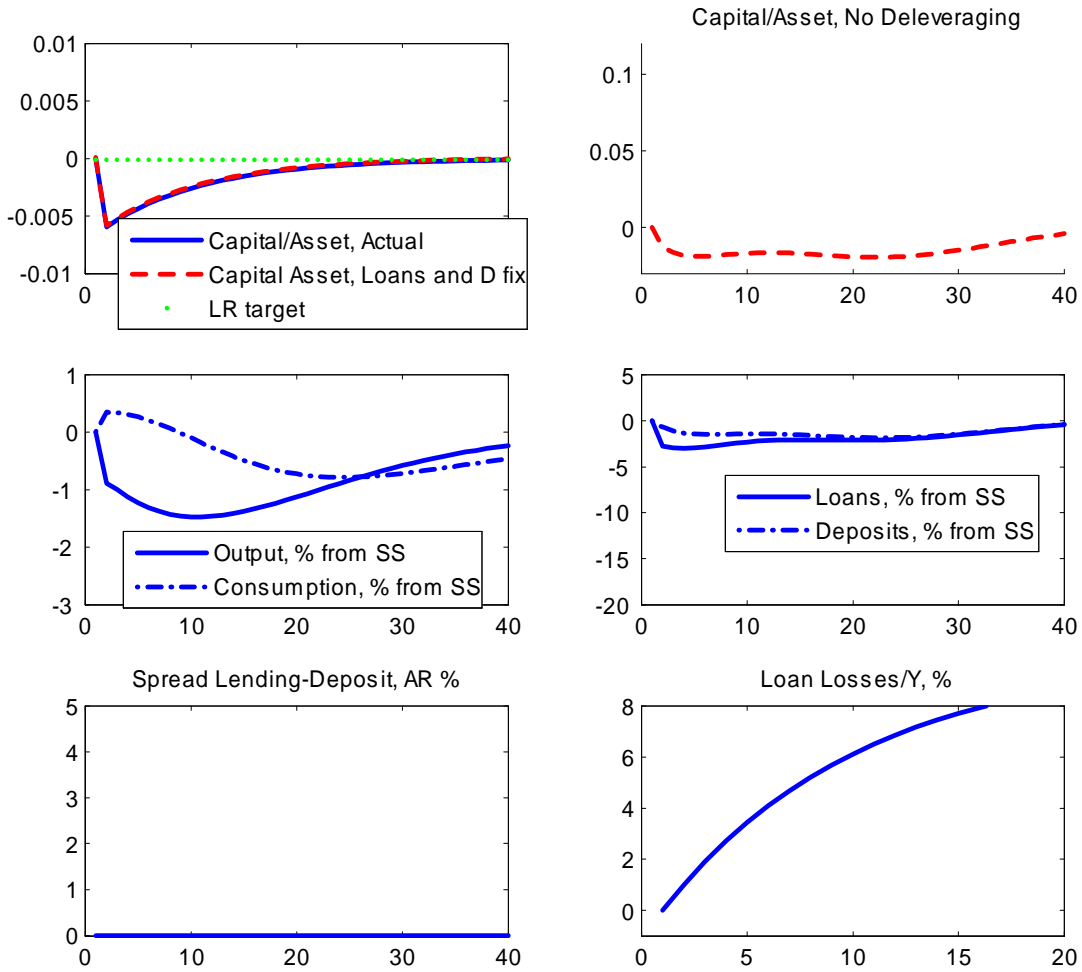 Capital/Asset, No Deleveraging
0.01
0.005
0
-0.005
-0.01
0
Capital/Asset, Actual
Capital Asset, Loans and D fix
LR target
0.1
0.05
0
0 10 20 30 40
1
0
-1
-2
-3
0 10 20 30 40
Output, % from SS
Consumption, % from SS
5
0
-5
-10
-15
-20
0 10 20 30 40
Loans, % from SS
Deposits, % from SS
Spread Lending-Deposit, AR %
5
4
3
2
1
0
0 10 20 30 40
Loan Losses/Y, %
8
6
4
2
0
0 5 10 15 20